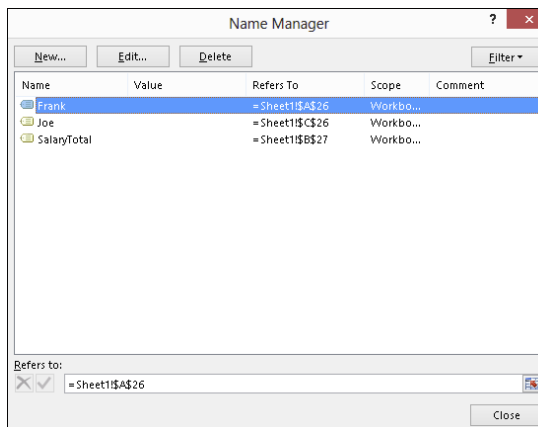 Name Manager ? ×
New... Edit... Delete Filter
Name Value Refers To Scope Comment
Frank =Sheet1!$A$26 Workbo...
Joe =Sheet1!$C$26 Workbo...
SalaryTotal =Sheet1!$B$27 Workbo...
Refers to:
=Sheet1!$A$26
Close